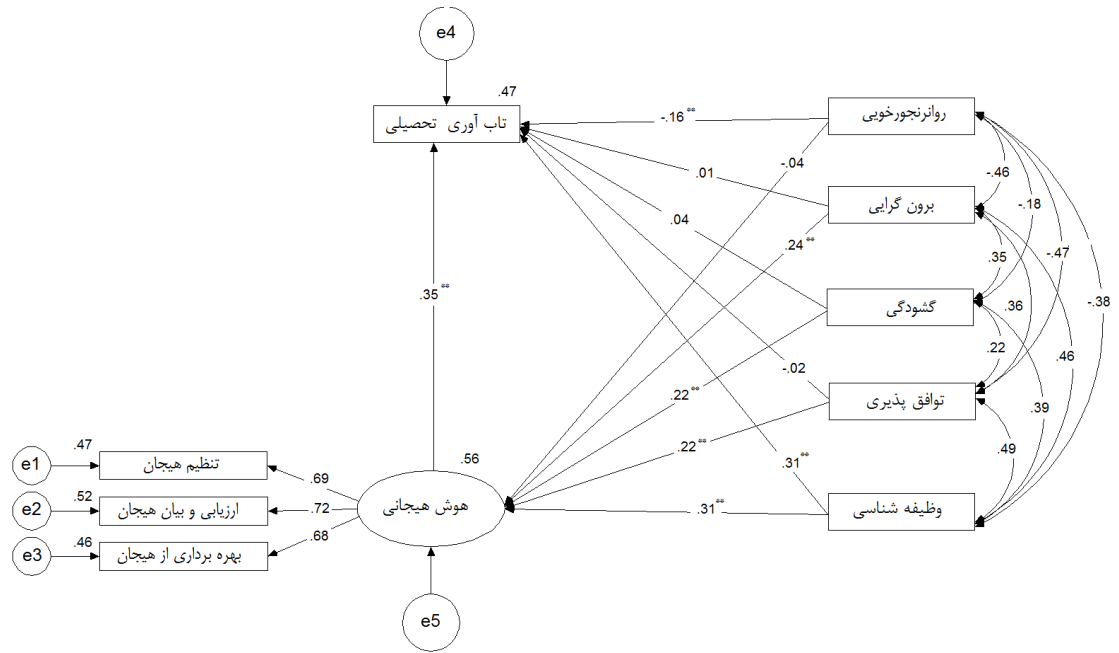 e4
.47
تاب آوری تحصیلی
روانرنجورخویی
-.16**
-.04
-.46
.01
برون گرایی
-.18
.04
.24**
.35
-.47
.35**
گشودگی
.36
-.38
.22
.46
-.02
.22**
توافق پذیری
.39
.22**
.49
.31**
.47
.56
e1
تنظیم هیجان
.69
.52
e2
ارزیابی و بیان هیجان
.72
هوش هیجانی
.31**
وظیفه شناسی
.46
.68
e3
بهره برداری از هیجان
e5